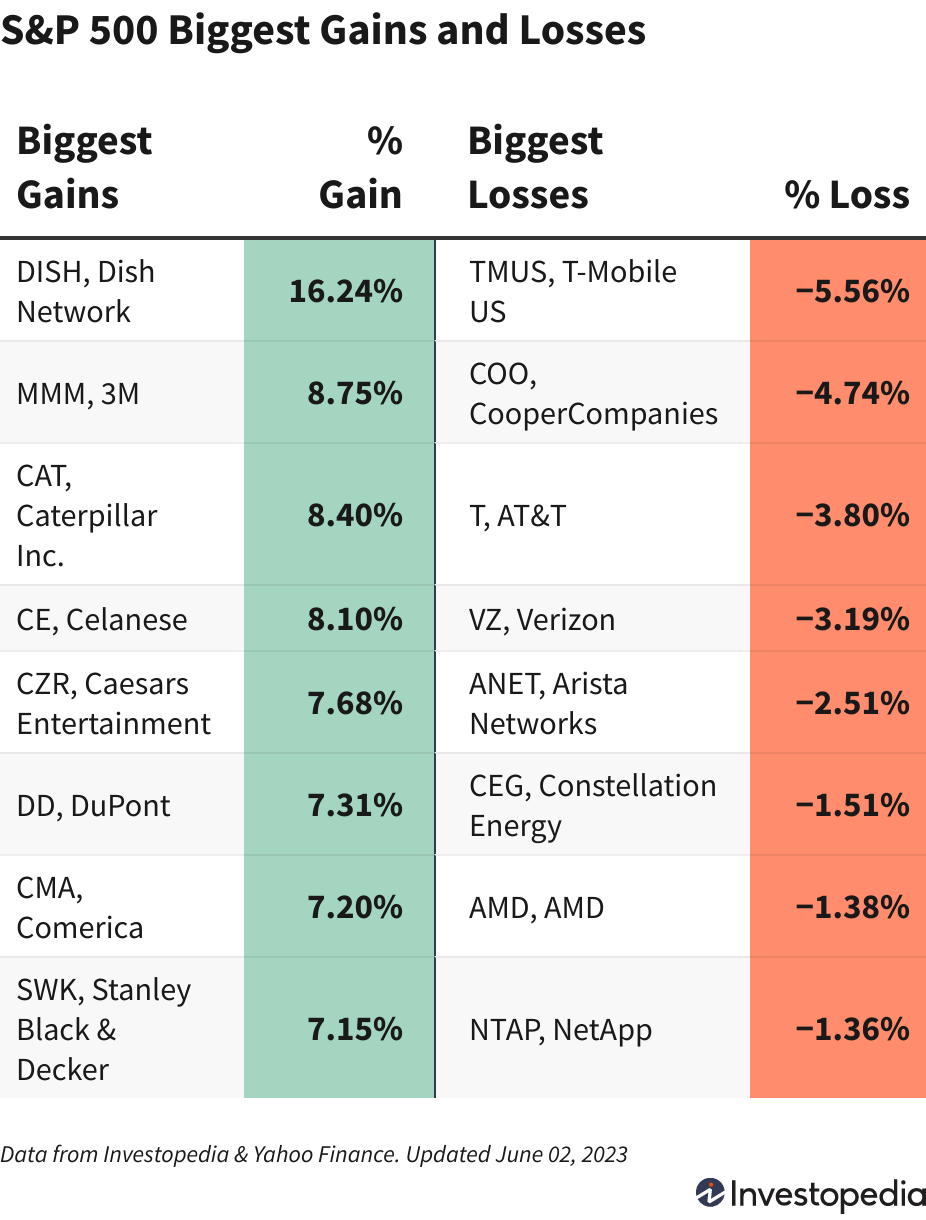 S&P 500 Biggest Gains and Losses
Biggest Gains
% Gain
Biggest Losses
% Loss
DISH, Dish
Network
16.24%
TMUS, T-Mobile
US
−5.56%
MMM, 3M
8.75%
COO,
CooperCompanies
−4.74%
CAT,
Caterpillar
Inc.
8.40%
T, AT&T
−3.80%
CE, Celanese
8.10%
VZ, Verizon
−3.19%
CZR, Caesars
Entertainment
7.68%
ANET, Arista
Networks
−2.51%
DD, DuPont
7.31%
CEG, Constellation
Energy
−1.51%
CMA,
Comerica
7.20%
AMD, AMD
−1.38%
SWK, Stanley
Black &
Decker
7.15%
NTAP, NetApp
−1.36%
Data from Investopedia & Yahoo Finance. Updated June 02, 2023
Investopedia